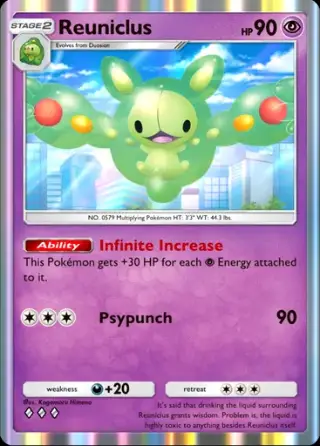 STAGE 2 Reuniclus HP 90
Evolves from Duosion
NO. 0579 Multiplying Pokémon HT: 3'3" WT: 44.3 lbs.
Ability Infinite Increase
This Pokémon gets +30 HP for each Energy attached
to it.
Psypunch 90
weakness +20 retreat
Illus. Kagemaru Himeno
It's said that drinking the liquid surrounding
Reuniclus grants wisdom. Problem is, the liquid is
highly toxic to anything besides Reuniclus itself.